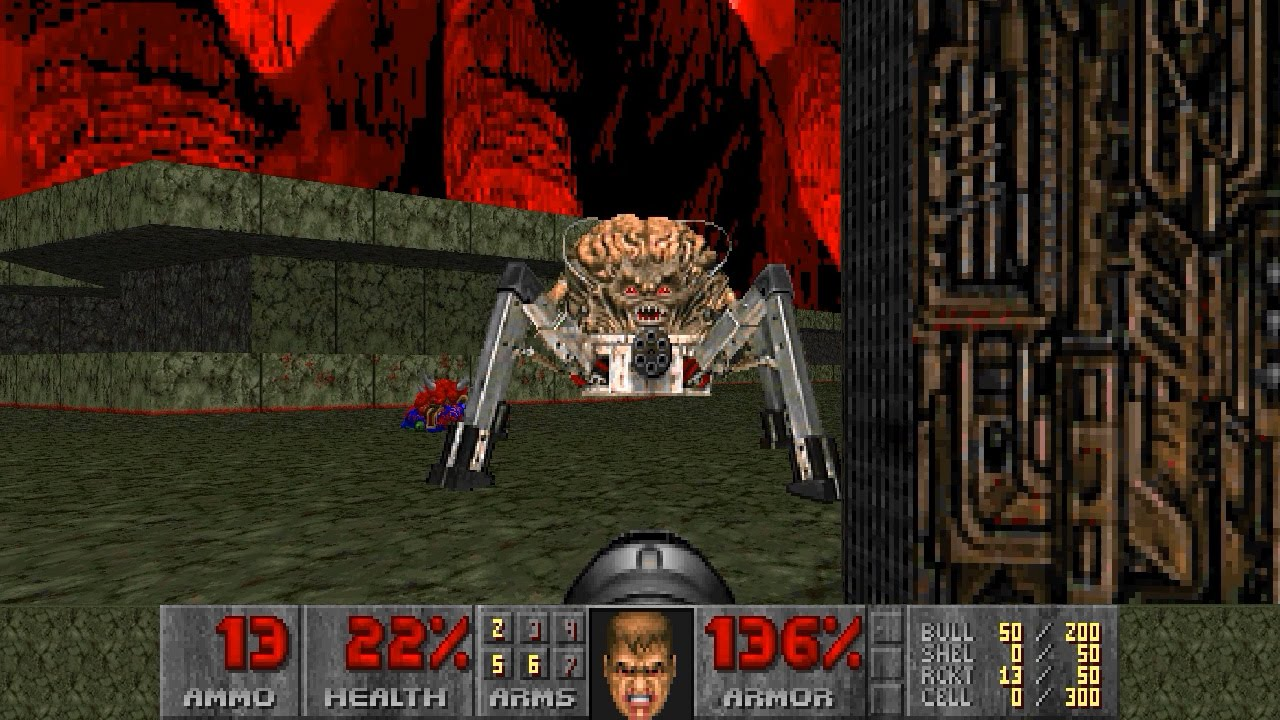 13 22% 2 3 4 136% BULL 50 / 200
SHEL 0 / 50
5 6 7 RCKT 13 / 50
AMMO HEALTH ARMS ARMOR CELL 0 / 300